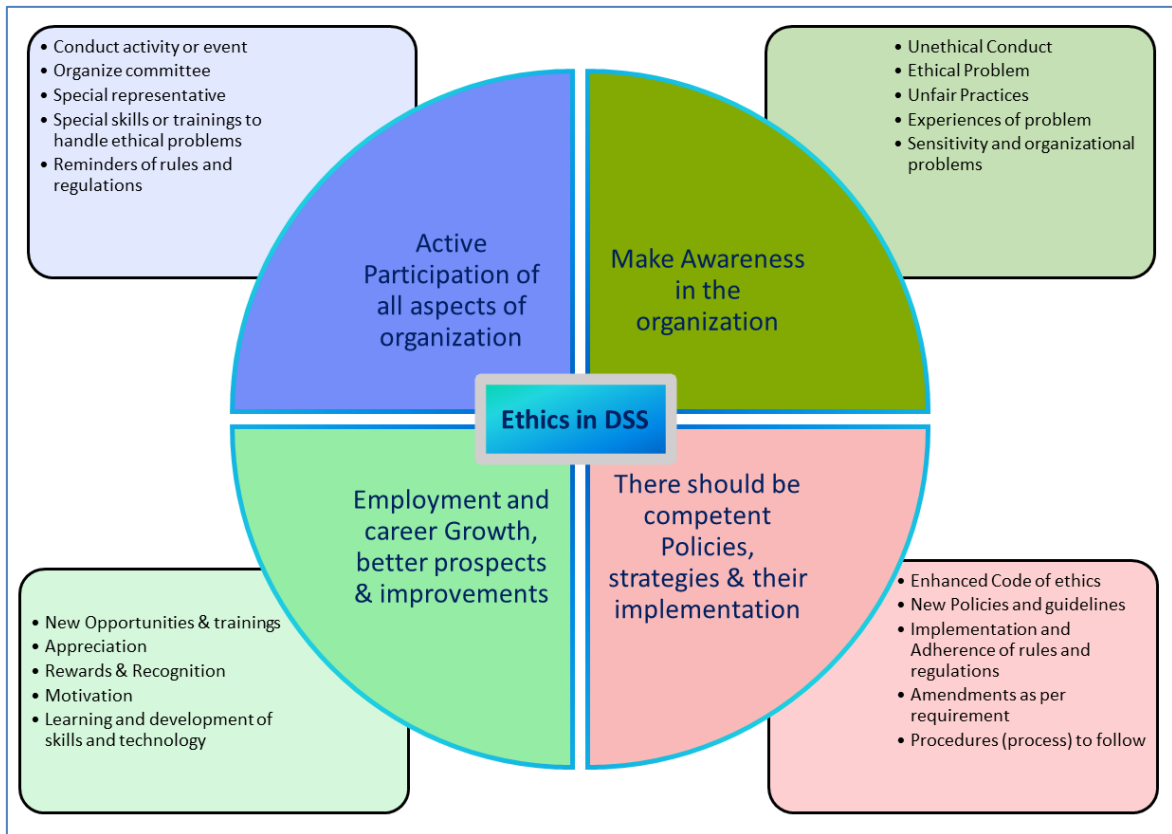 • Conduct activity or event
• Organize committee
• Special representative
• Special skills or trainings to
handle ethical problems
• Reminders of rules and
regulations
• Unethical Conduct
• Ethical Problem
• Unfair Practices
• Experiences of problem
• Sensitivity and organizational
problems
Active
Participation of
all aspects of
organization
Make Awareness
in the
organization
Ethics in DSS
Employment and
career Growth,
better prospects
& improvements
There should be
competent
Policies,
strategies & their
implementation
• New Opportunities & trainings
• Appreciation
• Rewards & Recognition
• Motivation
• Learning and development of
skills and technology
• Enhanced Code of ethics
• New Policies and guidelines
• Implementation and
Adherence of rules and
regulations
• Amendments as per
requirement
• Procedures (process) to follow